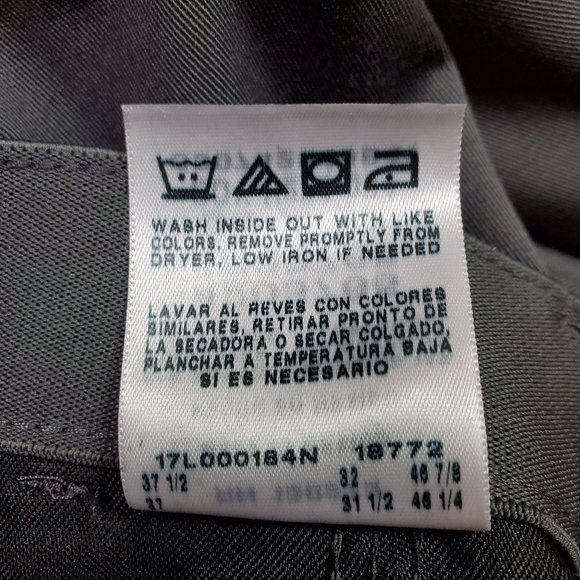 WASH INSIDE OUT WITH LIKE
COLORS. REMOVE PROMPTLY FROM
DRYER, LOW IRON IF NEEDED
LAVAR AL REVES CON COLORES
SIMILARES, RETIRAR PRONTO DE
LA SECADORA O SECAR COLGADO,
PLANCHAR A TEMPERATURA BAJA
SI ES NECESARIO
17L000184N 18772
37 1/2 32 46 7/8
37 31 1/2 46 1/4